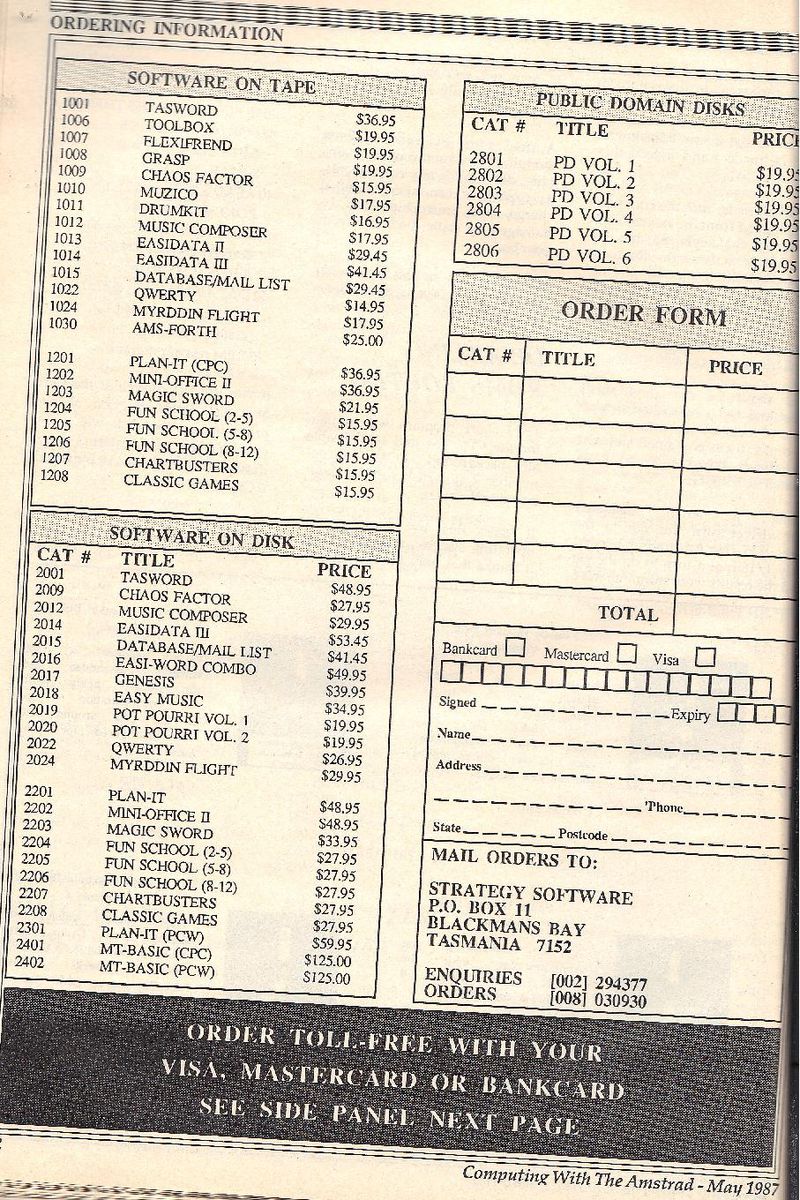 ORDERING INFORMATION
SOFTWARE ON TAPE
1001 TASWORD $36.95
1006 TOOLBOX $19.95
1007 FLEXIFREND $19.95
1008 GRASP $19.95
1009 CHAOS FACTOR $15.95
1010 MUZICO $17.95
1011 DRUMKIT $16.95
1012 MUSIC COMPOSER $17.95
1013 EASIDATA II $29.45
1014 EASIDATA III $41.45
1015 DATABASE/MAIL LIST $29.45
1022 QWERTY $14.95
1024 MYRDDIN FLIGHT $17.95
1030 AMS-FORTH $25.00
1201 PLAN-IT (CPC) $36.95
1202 MINI-OFFICE II $36.95
1203 MAGIC SWORD $21.95
1204 FUN SCHOOL (2-5) $15.95
1205 FUN SCHOOL (5-8) $15.95
1206 FUN SCHOOL (8-12) $15.95
1207 CHARTBUSTERS $15.95
1208 CLASSIC GAMES $15.95
SOFTWARE ON DISK
CAT # TITLE PRICE
2001 TASWORD $48.95
2009 CHAOS FACTOR $27.95
2012 MUSIC COMPOSER $29.95
2014 EASIDATA III $53.45
2015 DATABASE/MAIL LIST $41.45
2016 EASI-WORD COMBO $49.95
2017 GENESIS $39.95
2018 EASY MUSIC $34.95
2019 POT POURRI VOL. 1 $19.95
2020 POT POURRI VOL. 2 $19.95
2022 QWERTY $26.95
2024 MYRDDIN FLIGHT $29.95
2201 PLAN-IT $48.95
2202 MINI-OFFICE II $48.95
2203 MAGIC SWORD $33.95
2204 FUN SCHOOL (2-5) $27.95
2205 FUN SCHOOL (5-8) $27.95
2206 FUN SCHOOL (8-12) $27.95
2207 CHARTBUSTERS $27.95
2208 CLASSIC GAMES $27.95
2301 PLAN-IT (PCW) $59.95
2401 MT-BASIC (CPC) $125.00
2402 MT-BASIC (PCW) $125.00
PUBLIC DOMAIN DISKS
CAT # TITLE PRICE
2801 PD VOL. 1 $19.95
2802 PD VOL. 2 $19.95
2803 PD VOL. 3 $19.95
2804 PD VOL. 4 $19.95
2805 PD VOL. 5 $19.95
2806 PD VOL. 6 $19.95
ORDER FORM
CAT # TITLE PRICE
TOTAL
Bankcard Mastercard Visa
Signed Expiry
Name
Address
'Phone
State Postcode
MAIL ORDERS TO:
STRATEGY SOFTWARE
P.O. BOX 11
BLACKMANS BAY
TASMANIA 7152
ENQUIRIES [002] 294377
ORDERS [008] 030930
ORDER TOLL-FREE WITH YOUR
VISA, MASTERCARD OR BANKCARD
SEE SIDE PANEL NEXT PAGE
Computing With The Amstrad - May 1987